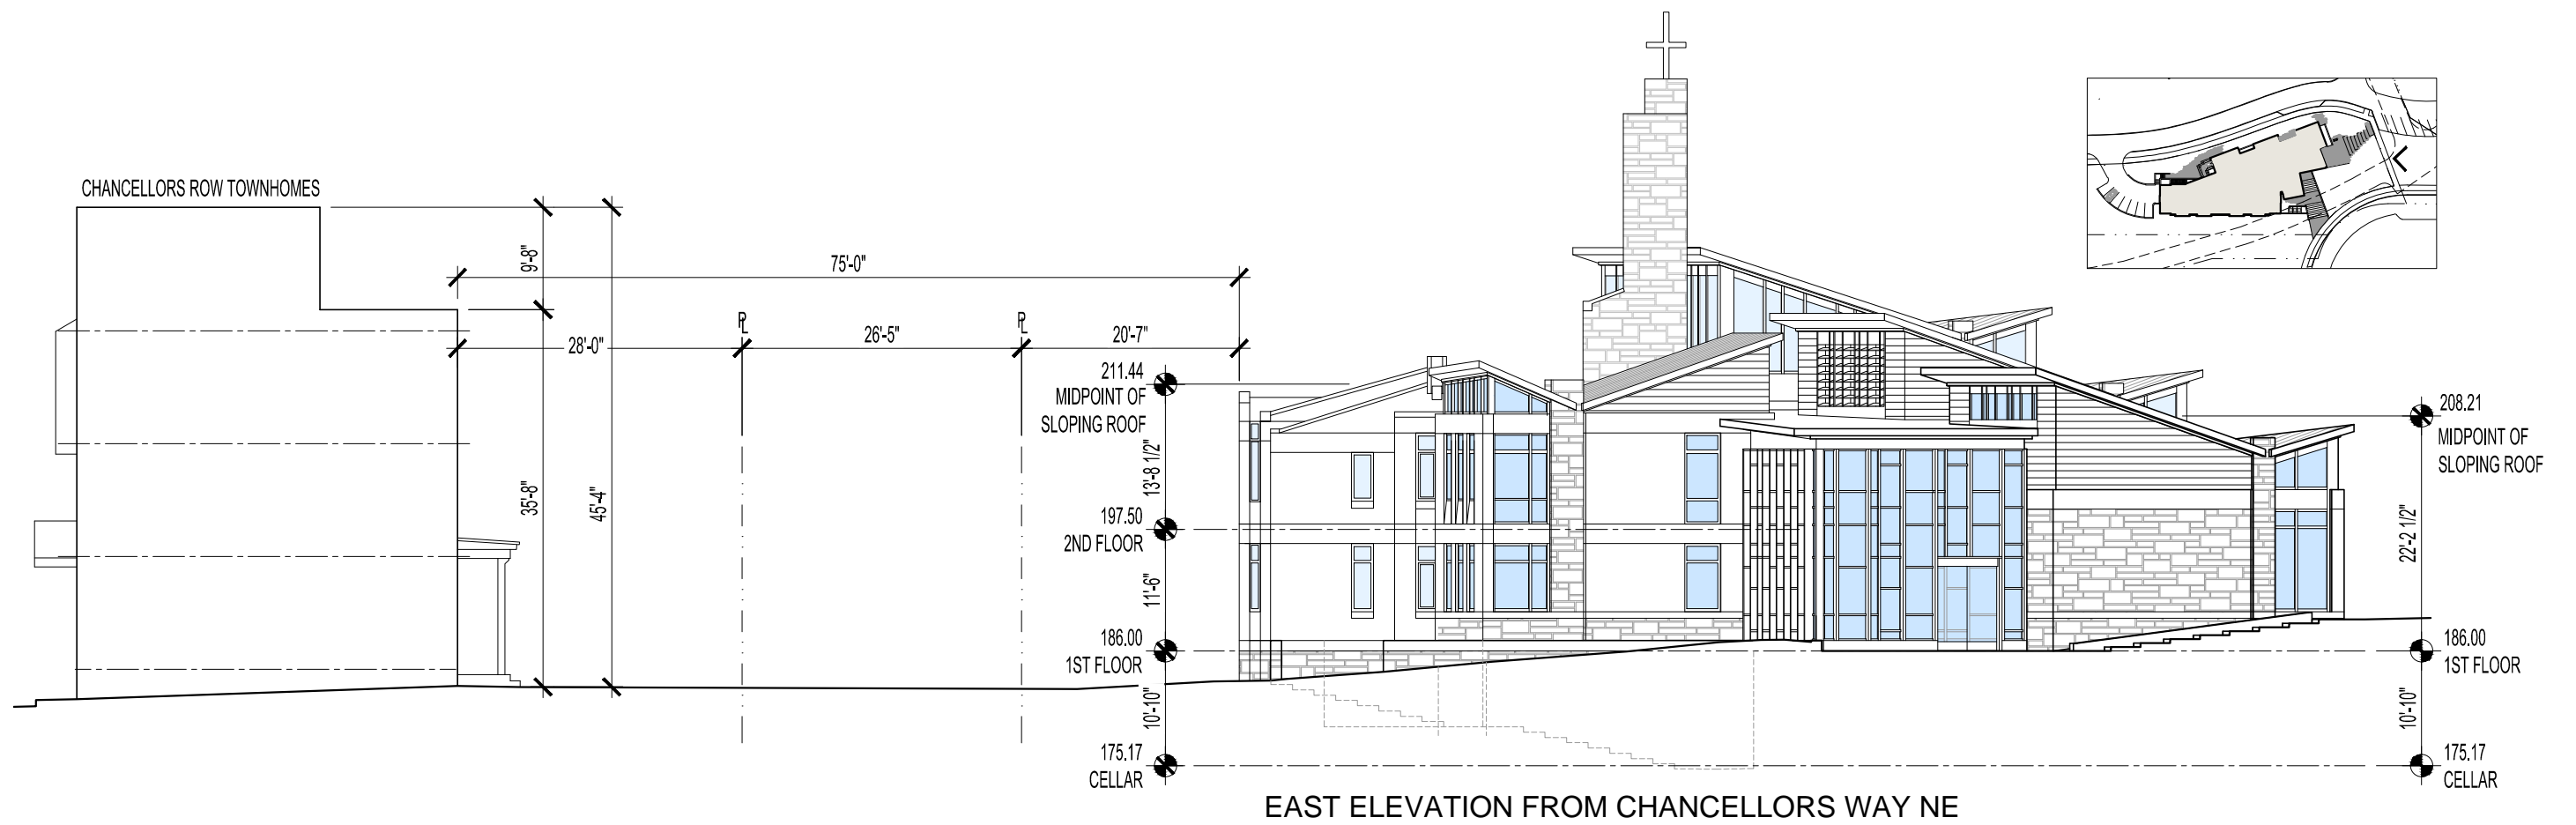 CHANCELLORS ROW TOWNHOMES
9'-8"
75'-0"
PL
PL
28'-0"
26'-5"
20'-7"
35'-8"
45'-4"
211.44
MIDPOINT OF
SLOPING ROOF
13'-8 1/2"
197.50
2ND FLOOR
11'-6"
186.00
1ST FLOOR
10'-10"
175.17
CELLAR
208.21
MIDPOINT OF
SLOPING ROOF
22'-2 1/2"
186.00
1ST FLOOR
10'-10"
175.17
CELLAR
EAST ELEVATION FROM CHANCELLORS WAY NE